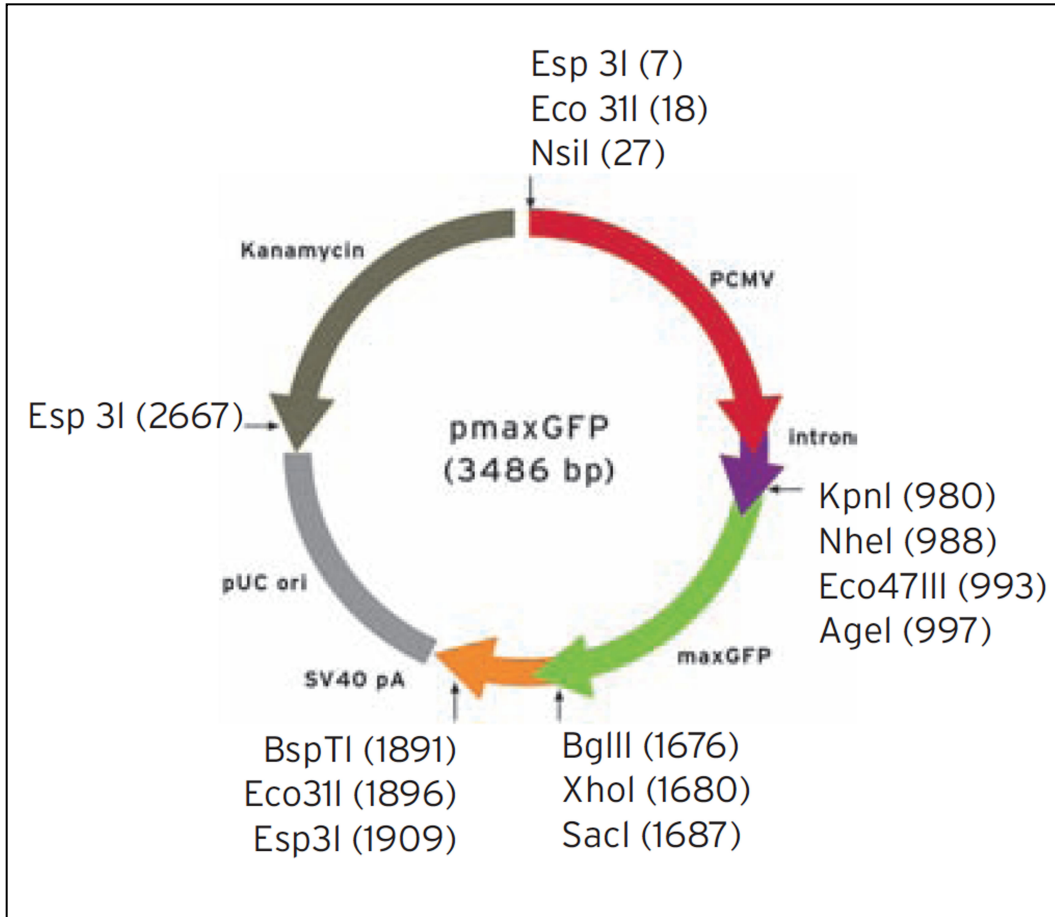 Esp 3I (7)
Eco 31I (18)
NsiI (27)
Kanamycin
PCMV
Esp 3I (2667)
pmaxGFP
(3486 bp)
intron
KpnI (980)
NheI (988)
Eco47III (993)
AgeI (997)
pUC ori
maxGFP
SV40 pA
BspTI (1891)
Eco31I (1896)
Esp3I (1909)
BglII (1676)
XhoI (1680)
SacI (1687)